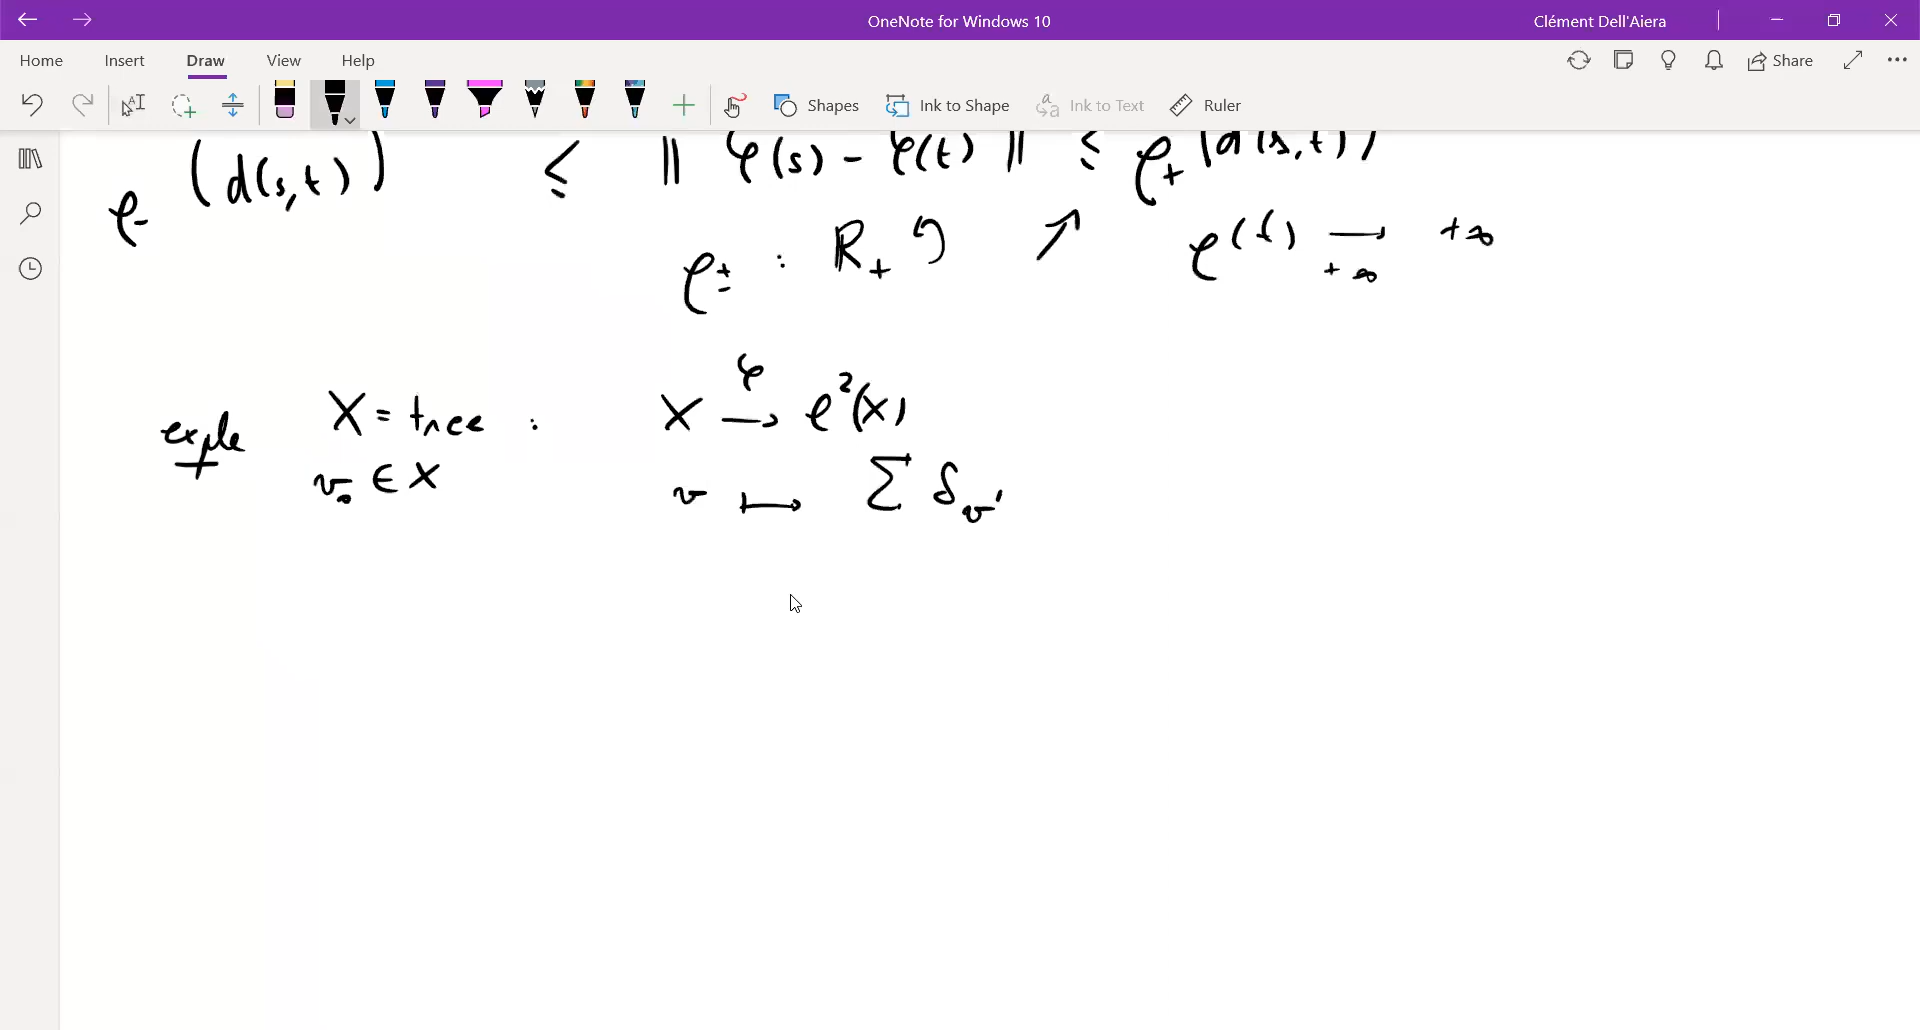 OneNote for Windows 10
Clément Dell'Aiera
Home Insert Draw View Help
Share
Shapes Ink to Shape Ink to Text Ruler
ρ₋(d(s,t)) ≤ ‖φ(s) - φ(t)‖ ≤ ρ₊(d(s,t))
ρ± : R₊ ↺ ↗ ρ(t) ⟶ +∞
+∞
exple X = tree : X ⟶ ℓ²(X)
φ
v₀ ∈ X v ⟼ Σ δ_v'